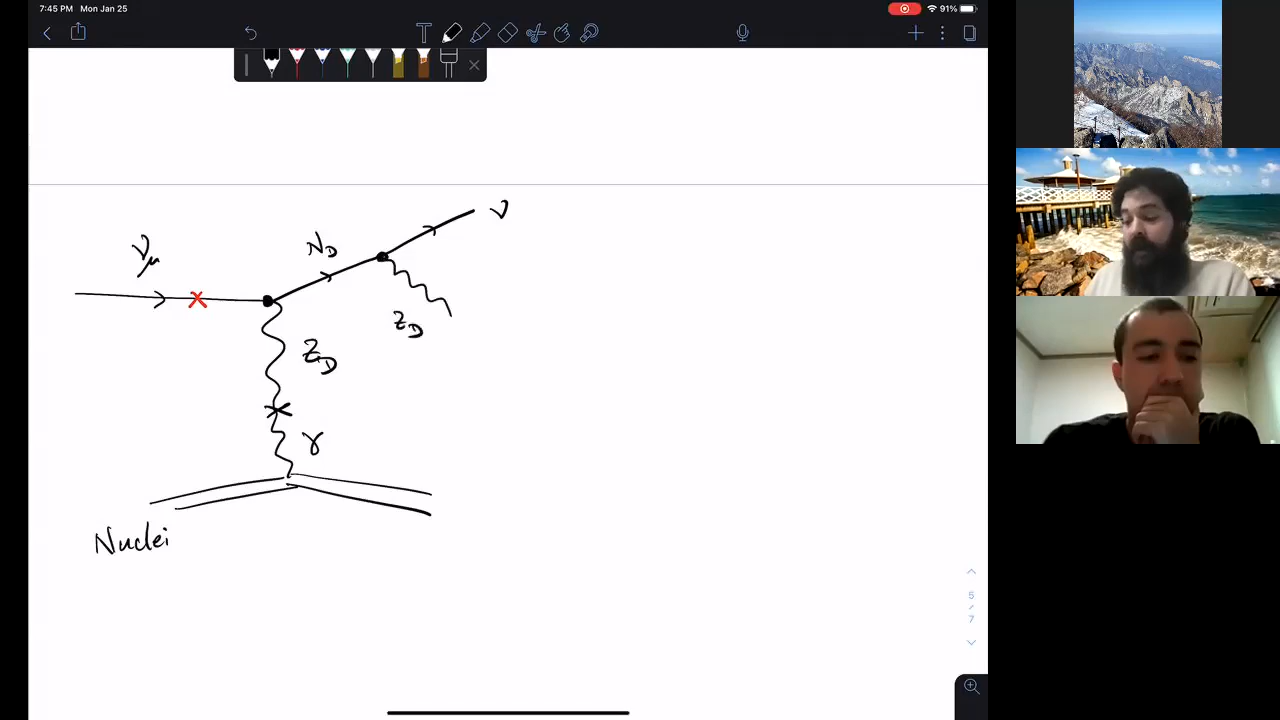 7:45 PM Mon Jan 25
91%
T
ν
N_D
ν_μ
Z_D
Z_D
γ
Nuclei
5
/
7